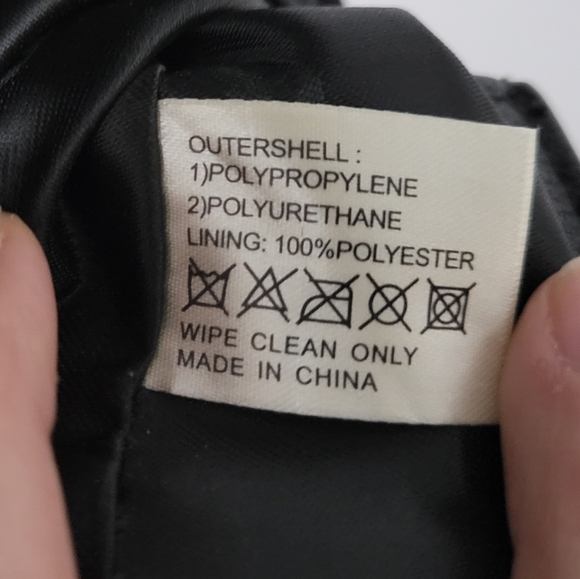 OUTERSHELL :
1)POLYPROPYLENE
2)POLYURETHANE
LINING: 100%POLYESTER
WIPE CLEAN ONLY
MADE IN CHINA